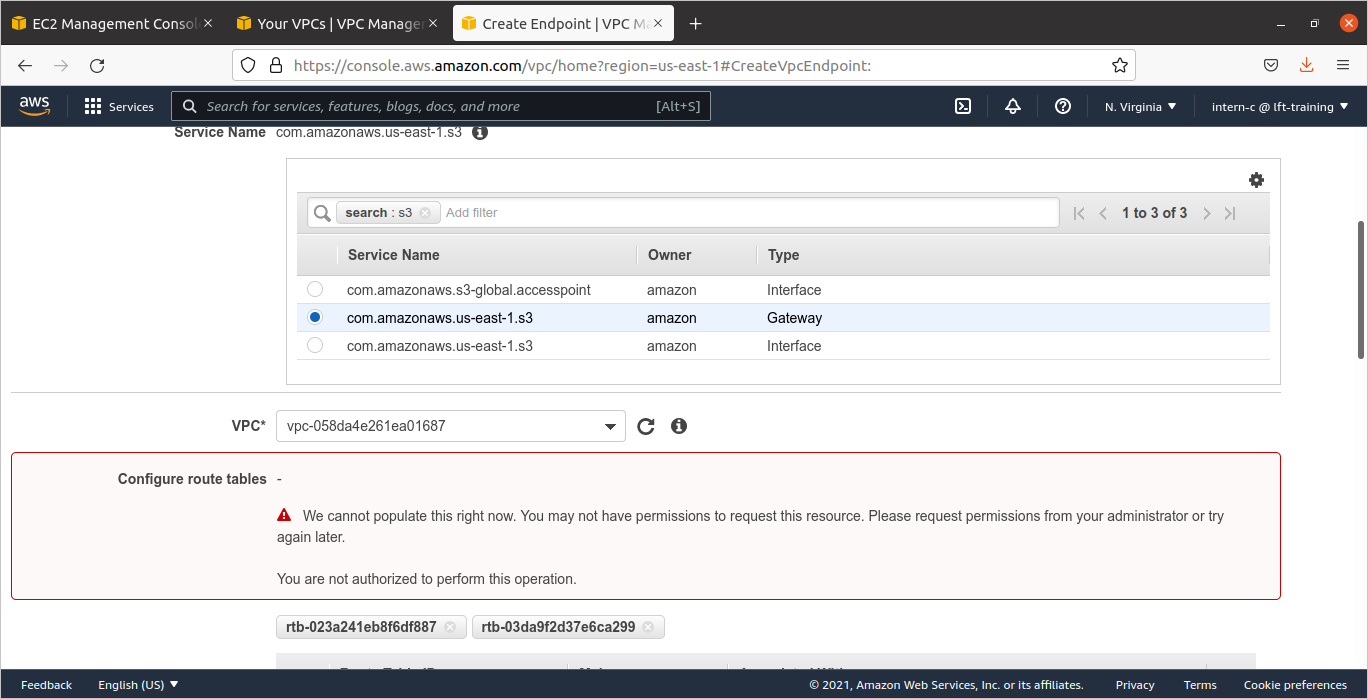 EC2 Management Consol
Your VPCs | VPC Manage
Create Endpoint | VPC M
https://console.aws.amazon.com/vpc/home?region=us-east-1#CreateVpcEndpoint:
aws
Services
Search for services, features, blogs, docs, and more
[Alt+S]
N. Virginia
intern-c @ lft-training
Service Name com.amazonaws.us-east-1.s3
search : s3
Add filter
1 to 3 of 3
Service Name Owner Type
com.amazonaws.s3-global.accesspoint amazon Interface
com.amazonaws.us-east-1.s3 amazon Gateway
com.amazonaws.us-east-1.s3 amazon Interface
VPC* vpc-058da4e261ea01687
Configure route tables -
We cannot populate this right now. You may not have permissions to request this resource. Please request permissions from your administrator or try
again later.
You are not authorized to perform this operation.
rtb-023a241eb8f6df887 rtb-03da9f2d37e6ca299
Feedback English (US) © 2021, Amazon Web Services, Inc. or its affiliates. Privacy Terms Cookie preferences